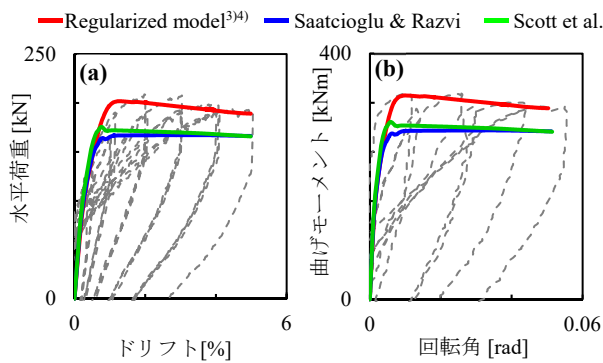 Regularized model3)4) Saatcioglu & Razvi Scott et al.
250
(a)
水平荷重 [kN]
0
0
6
ドリフト[%]
400
(b)
曲げモーメント [kNm]
0
0
0.06
回転角 [rad]